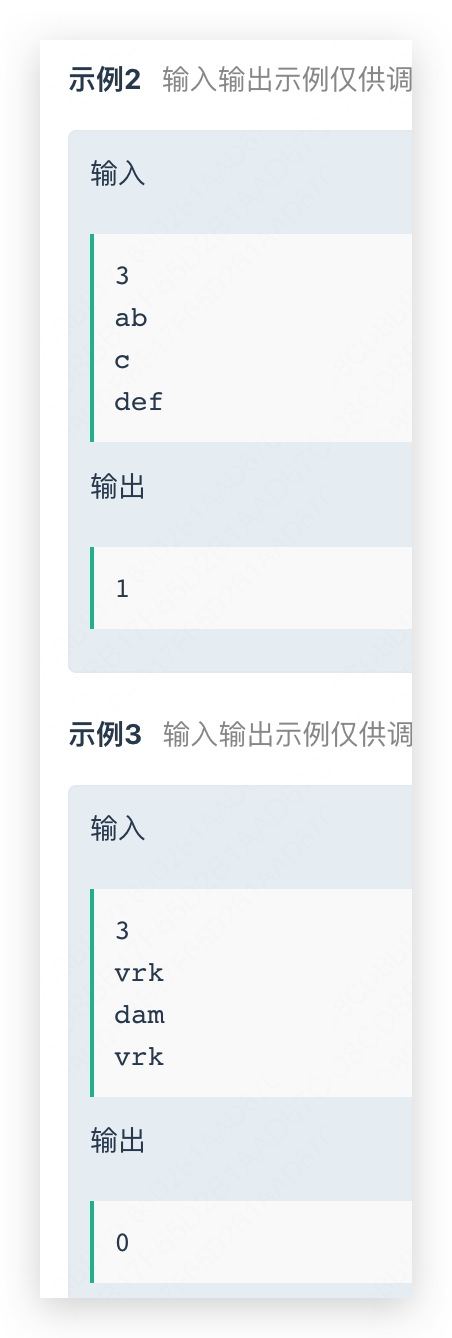 示例2 输入输出示例仅供调
输入
3
ab
c
def
输出
1
示例3 输入输出示例仅供调
输入
3
vrk
dam
vrk
输出
0